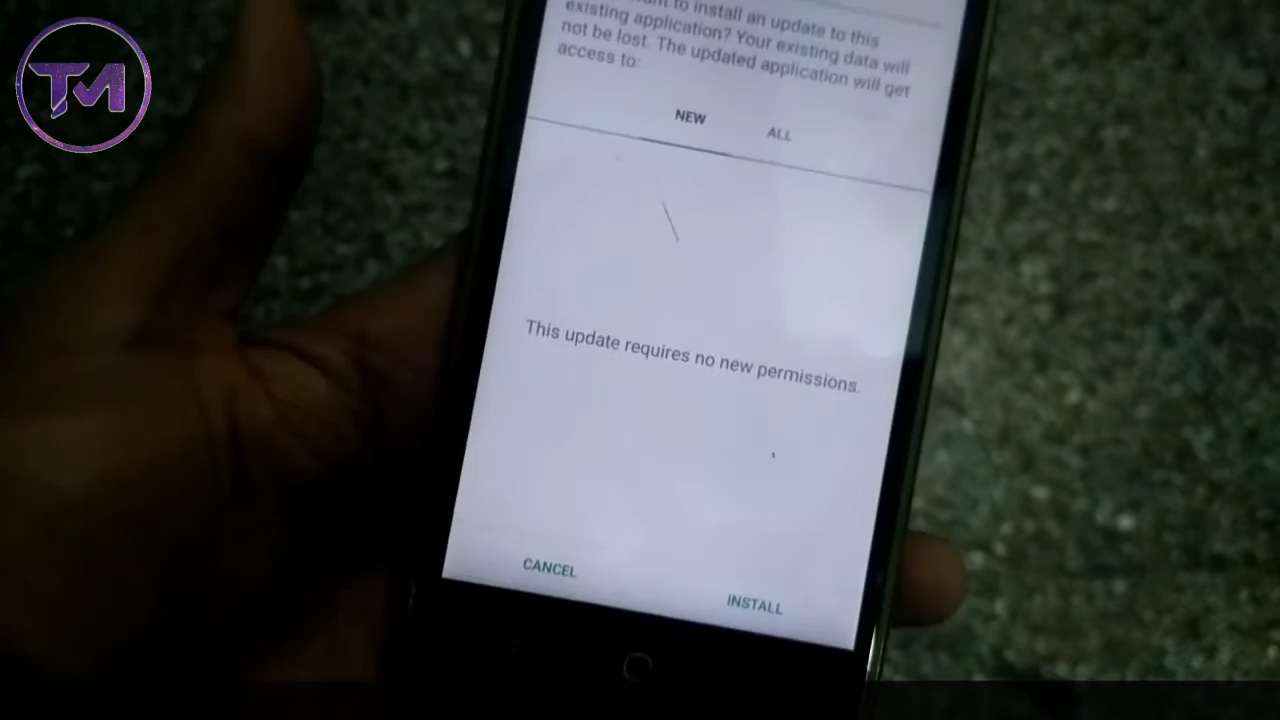 TM
to install an update to this
existing application? Your existing data will
not be lost. The updated application will get
access to:
NEW ALL
This update requires no new permissions.
CANCEL INSTALL